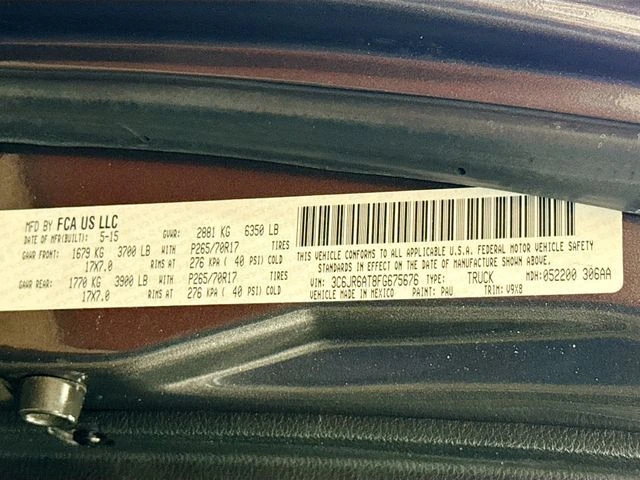 MFD BY FCA US LLC
DATE OF MFR(BUILT): 5-15 GVWR: 2881 KG 6350 LB
GAWR FRONT: 1679 KG 3700 LB WITH P265/70R17 TIRES
17X7.0 RIMS AT 276 KPA ( 40 PSI) COLD
GAWR REAR: 1770 KG 3900 LB WITH P265/70R17 TIRES
17X7.0 RIMS AT 276 KPA ( 40 PSI) COLD
THIS VEHICLE CONFORMS TO ALL APPLICABLE U.S.A. FEDERAL MOTOR VEHICLE SAFETY
STANDARDS IN EFFECT ON THE DATE OF MANUFACTURE SHOWN ABOVE.
VIN: 3C6JR6AT8FG675676 TYPE: TRUCK MDH: 052200 306AA
MADE IN MEXICO PAINT: PAU TRIM: V9X8